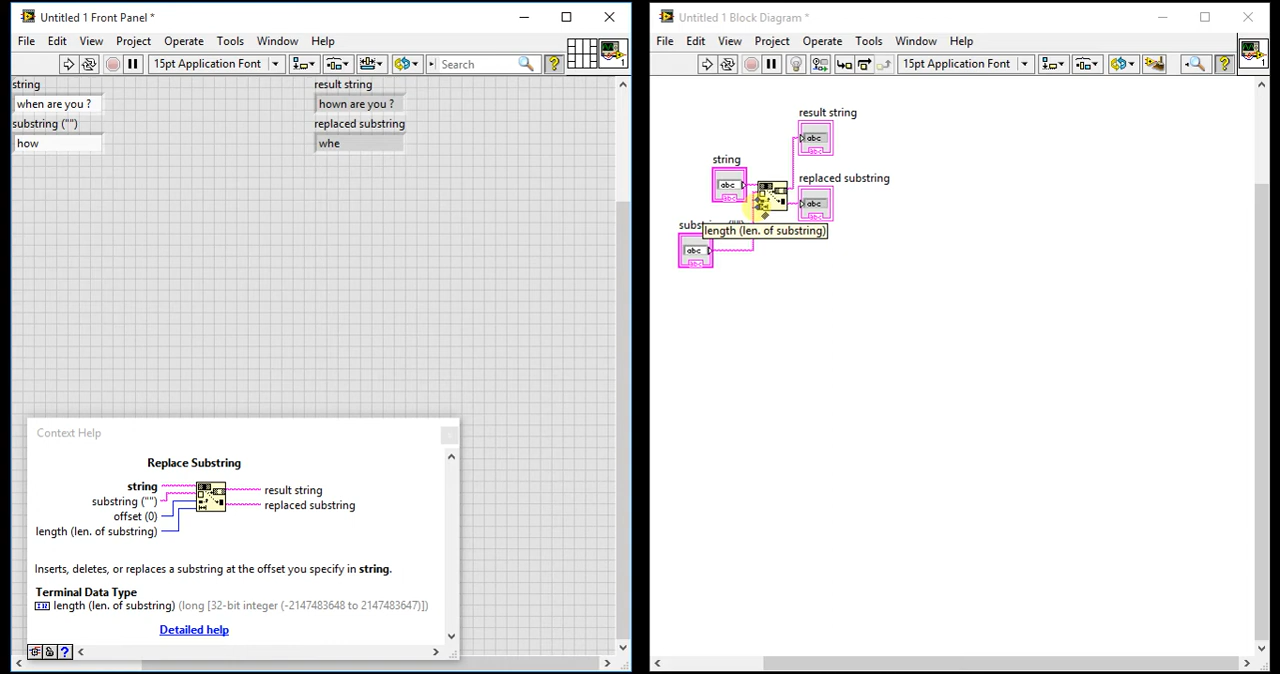 Untitled 1 Front Panel *
File Edit View Project Operate Tools Window Help
15pt Application Font
Search
string
when are you ?
substring ("")
how
result string
hown are you ?
replaced substring
whe
Context Help
Replace Substring
string
substring ("")
offset (0)
length (len. of substring)
result string
replaced substring
Inserts, deletes, or replaces a substring at the offset you specify in string.
Terminal Data Type
length (len. of substring) (long [32-bit integer (-2147483648 to 2147483647)])
Detailed help
Untitled 1 Block Diagram *
File Edit View Project Operate Tools Window Help
15pt Application Font
result string
abc
string
abc
replaced substring
abc
length (len. of substring)
abc